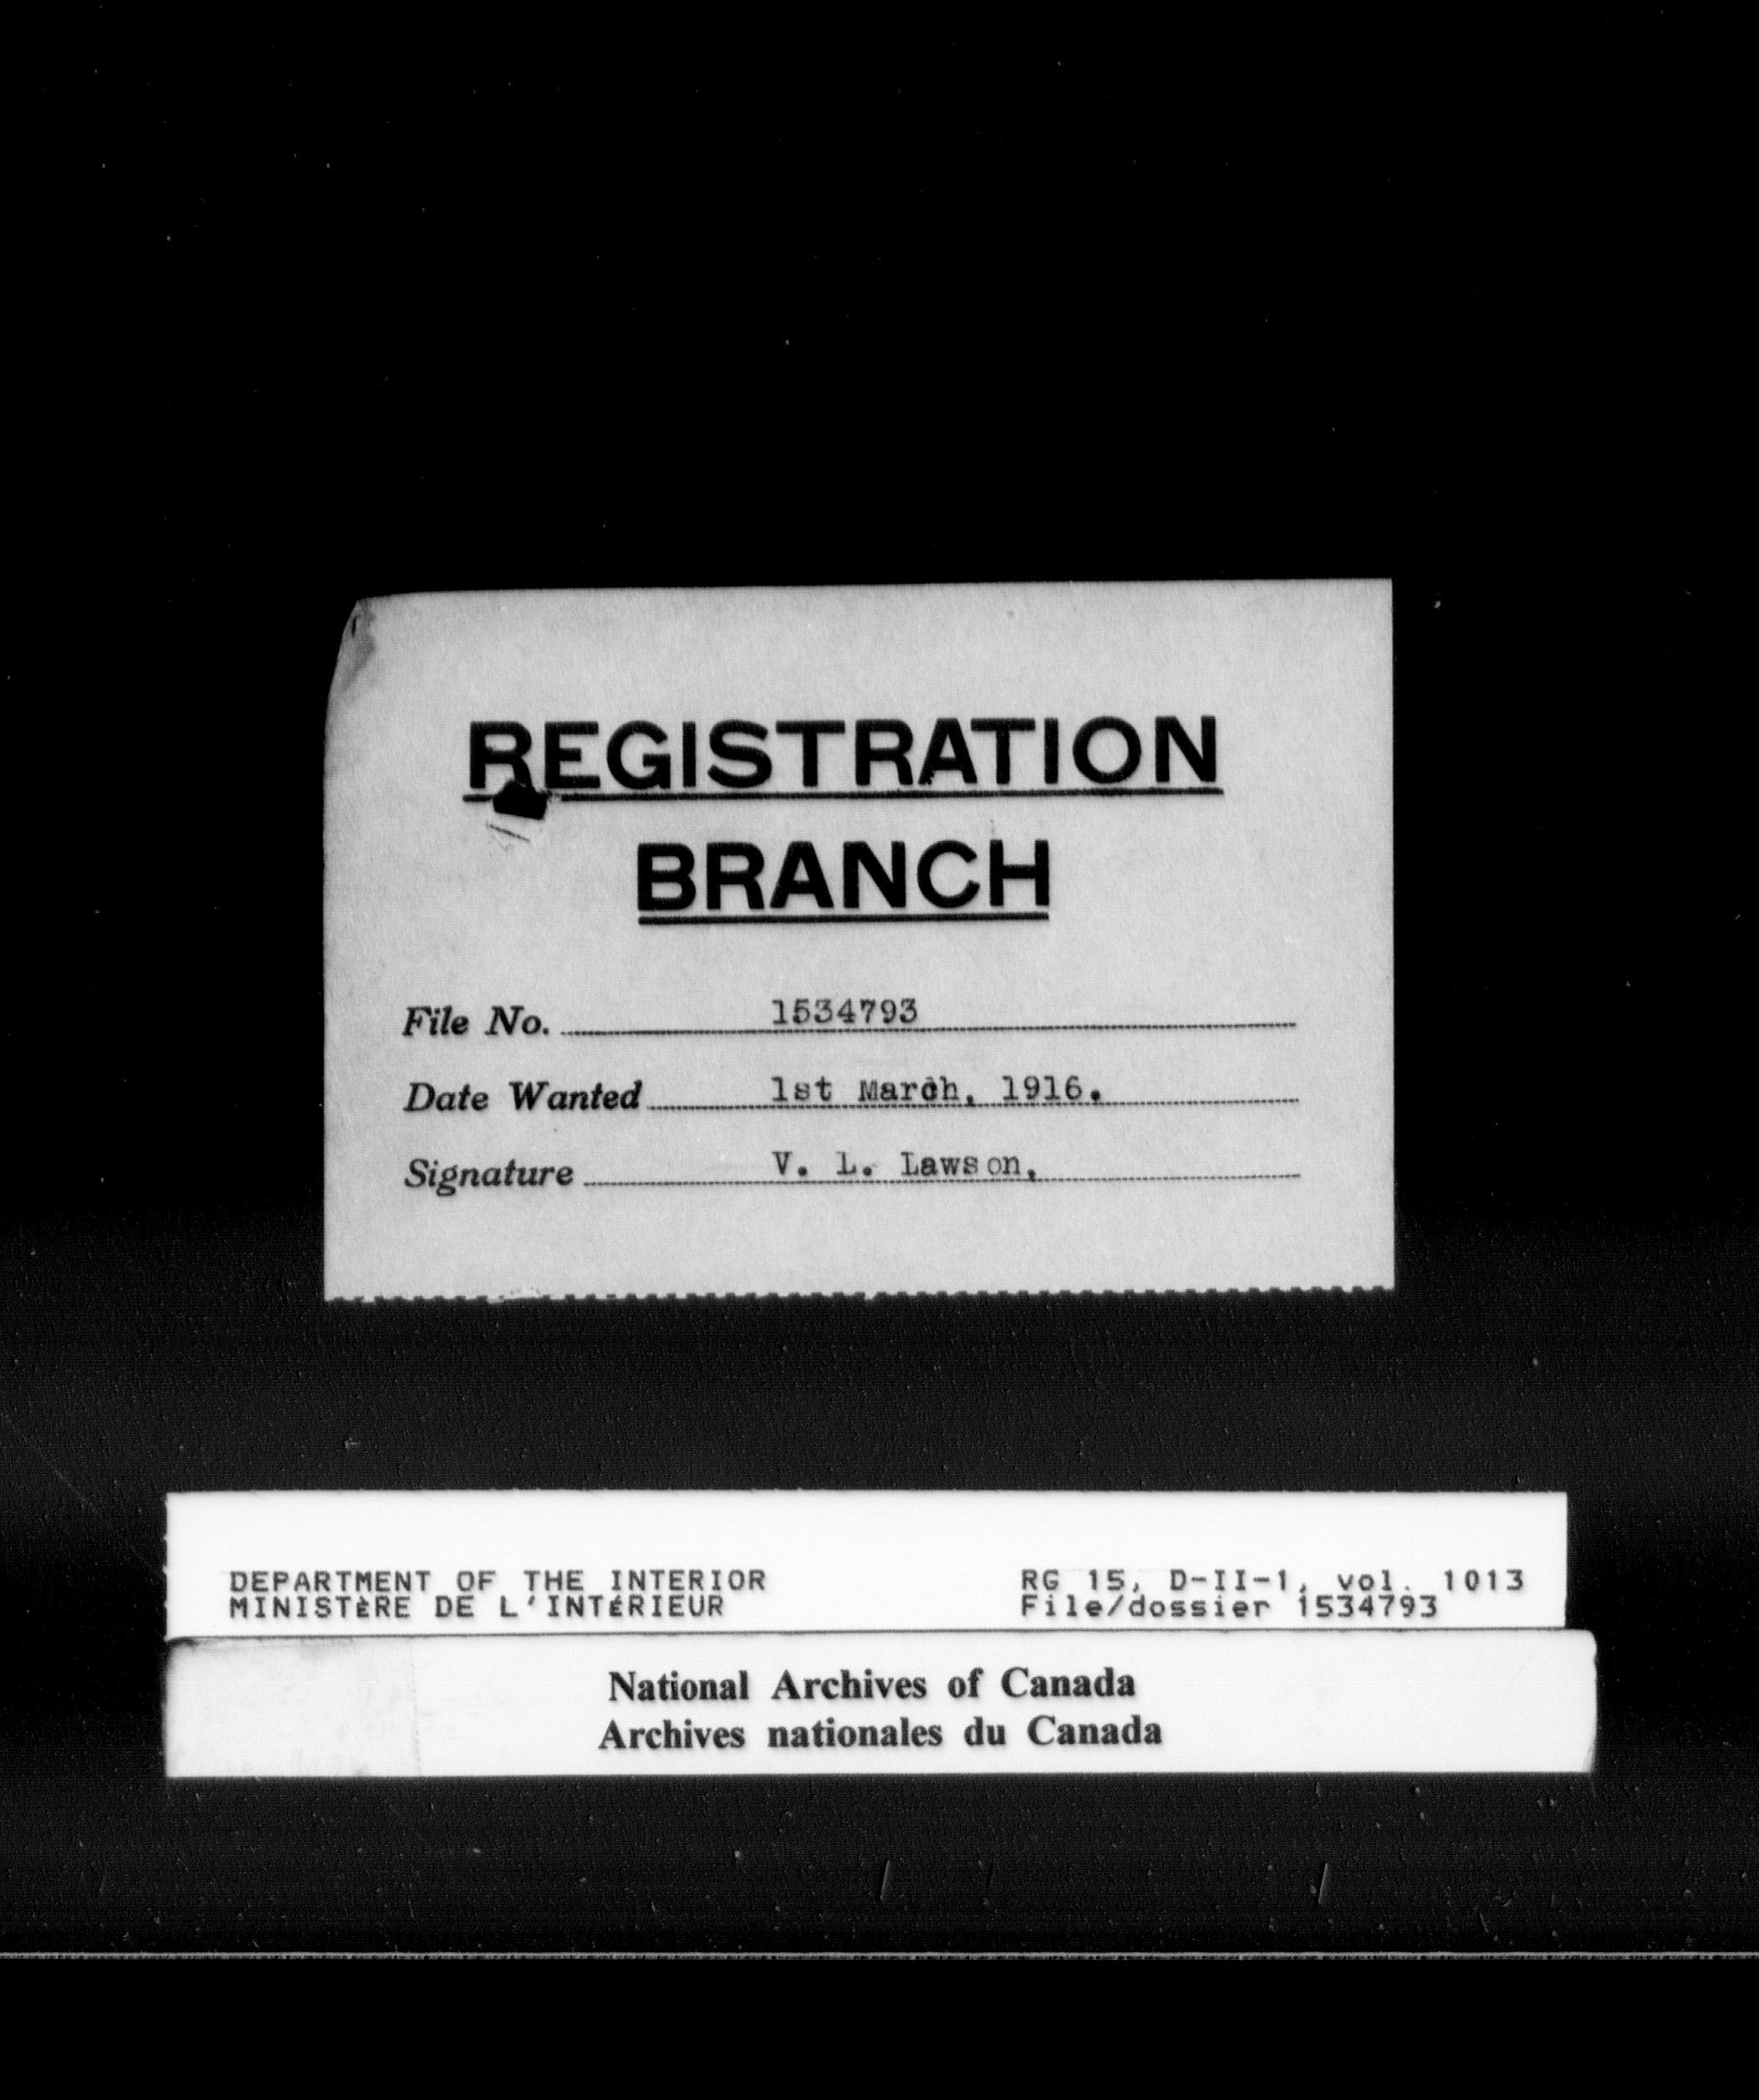 REGISTRATION
BRANCH
File No. 1534793
Date Wanted 1st March, 1916.
Signature V. L. Lawson,
DEPARTMENT OF THE INTERIOR
MINISTÈRE DE L'INTÉRIEUR
RG 15, D-II-1, vol. 1013
File/dossier 1534793
National Archives of Canada
Archives nationales du Canada